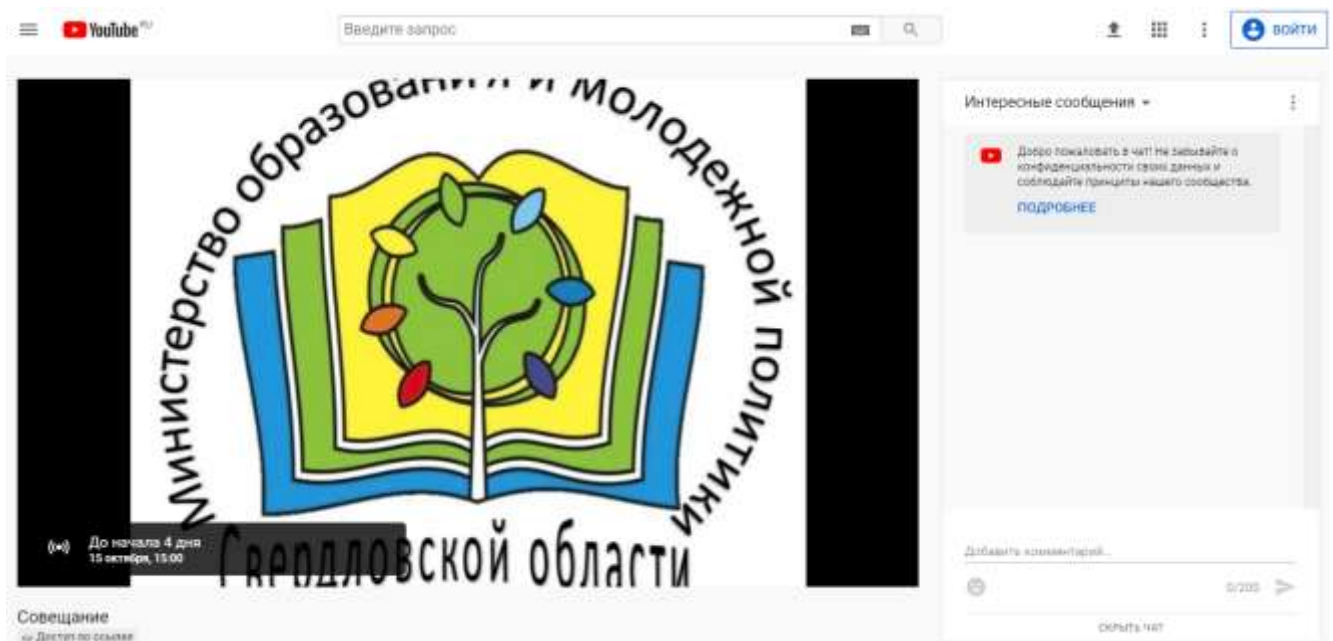 YouTube RU
Введите запрос
ВОЙТИ
Министерство образования и молодежной политики
Свердловской области
До начала 4 дня
15 октября, 15:00
Совещание
Доступ по ссылке
Интересные сообщения
Добро пожаловать в чат! Не забывайте о
конфиденциальности своих данных и
соблюдайте принципы нашего сообщества.
ПОДРОБНЕЕ
Добавить комментарий...
0/200
СКРЫТЬ ЧАТ